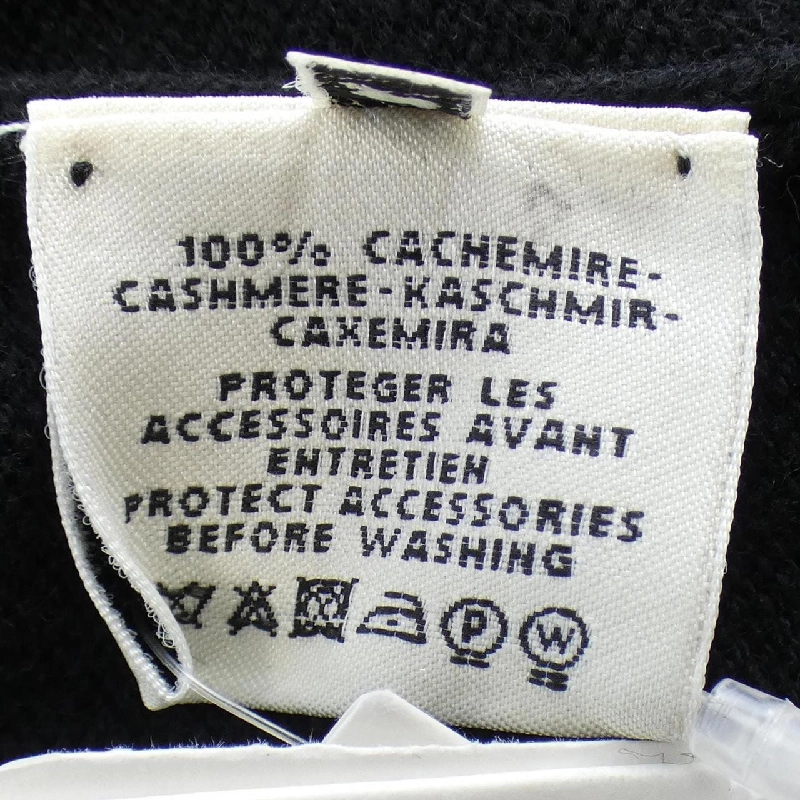 100% CACHEMIRE-
CASHMERE-KASCHMIR-
CAXEMIRA
PROTEGER LES
ACCESSOIRES AVANT
ENTRETIEN
PROTECT ACCESSORIES
BEFORE WASHING
P W